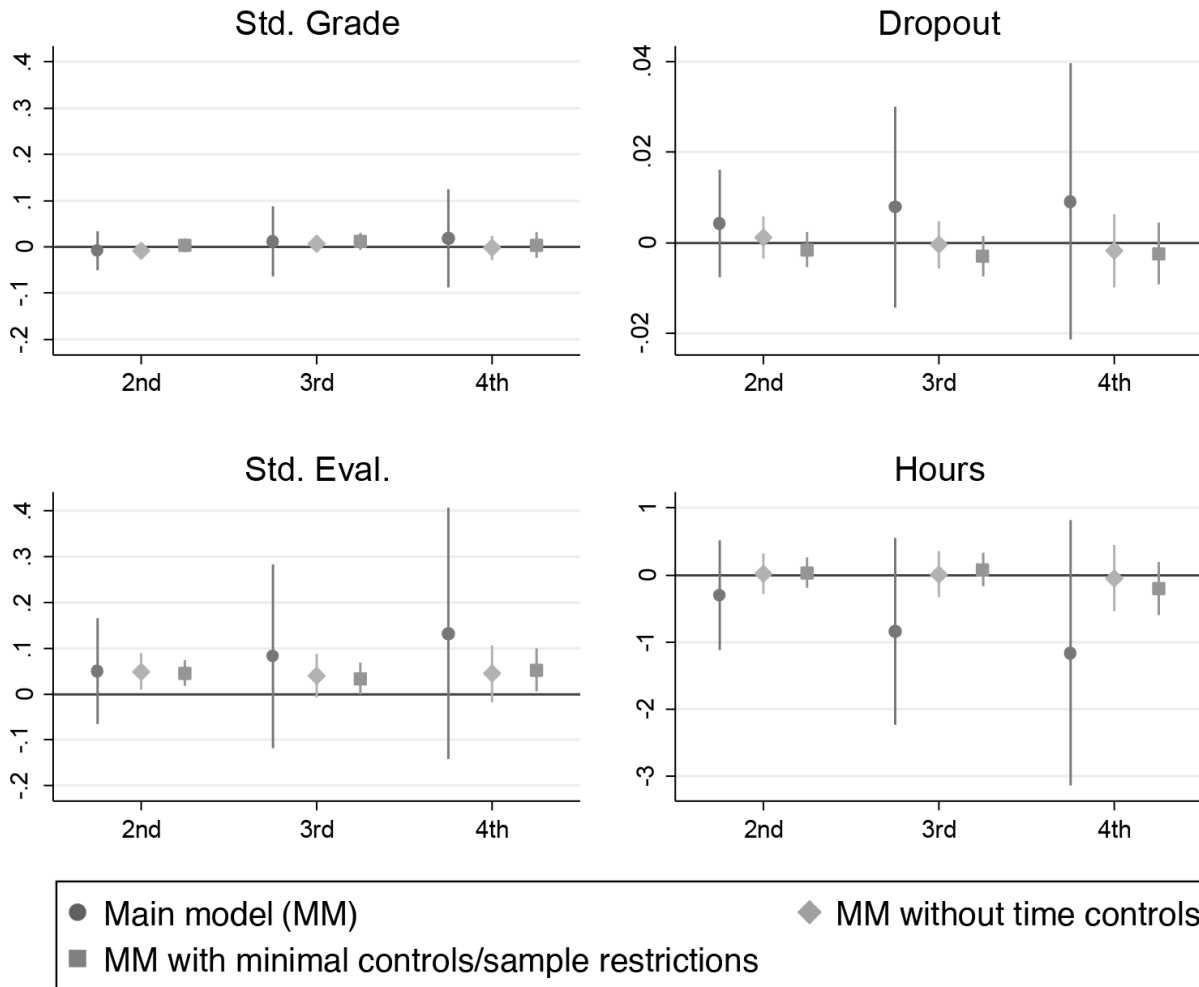 Std. Grade
.4
.3
.2
.1
0
-.1
-.2
2nd 3rd 4th
Dropout
.04
.02
0
-.02
2nd 3rd 4th
Std. Eval.
.4
.3
.2
.1
0
-.1
-.2
2nd 3rd 4th
Hours
1
0
-1
-2
-3
2nd 3rd 4th
Main model (MM) MM without time controls
MM with minimal controls/sample restrictions